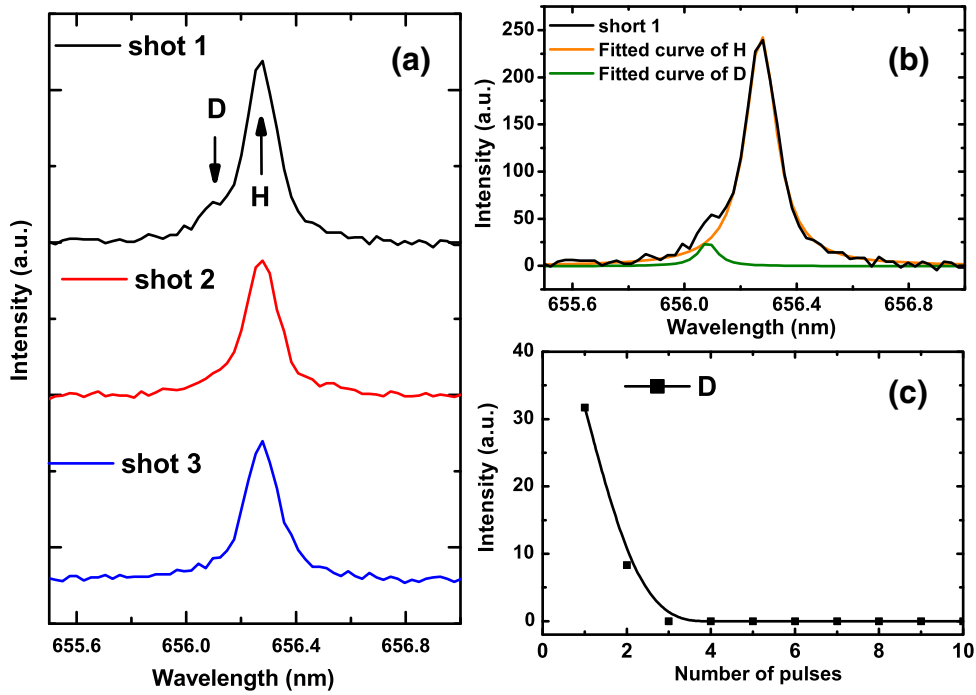 shot 1
(a)
D
H
shot 2
shot 3
Intensity (a.u.)
655.6 656.0 656.4 656.8
Wavelength (nm)
short 1
Fitted curve of H
Fitted curve of D
(b)
250
200
150
100
50
0
Intensity (a.u.)
655.6 656.0 656.4 656.8
Wavelength (nm)
D
(c)
40
30
20
10
0
Intensity (a.u.)
0 2 4 6 8 10
Number of pulses